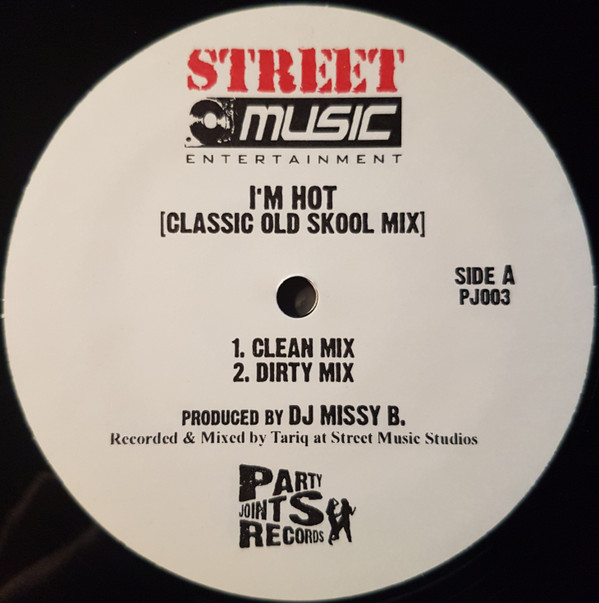 STREET
MUSIC
ENTERTAINMENT
I'M HOT
[CLASSIC OLD SKOOL MIX]
SIDE A
PJ003
1. CLEAN MIX
2. DIRTY MIX
PRODUCED BY DJ MISSY B.
Recorded & Mixed by Tariq at Street Music Studios
PARTY
JOINTS
RECORDS